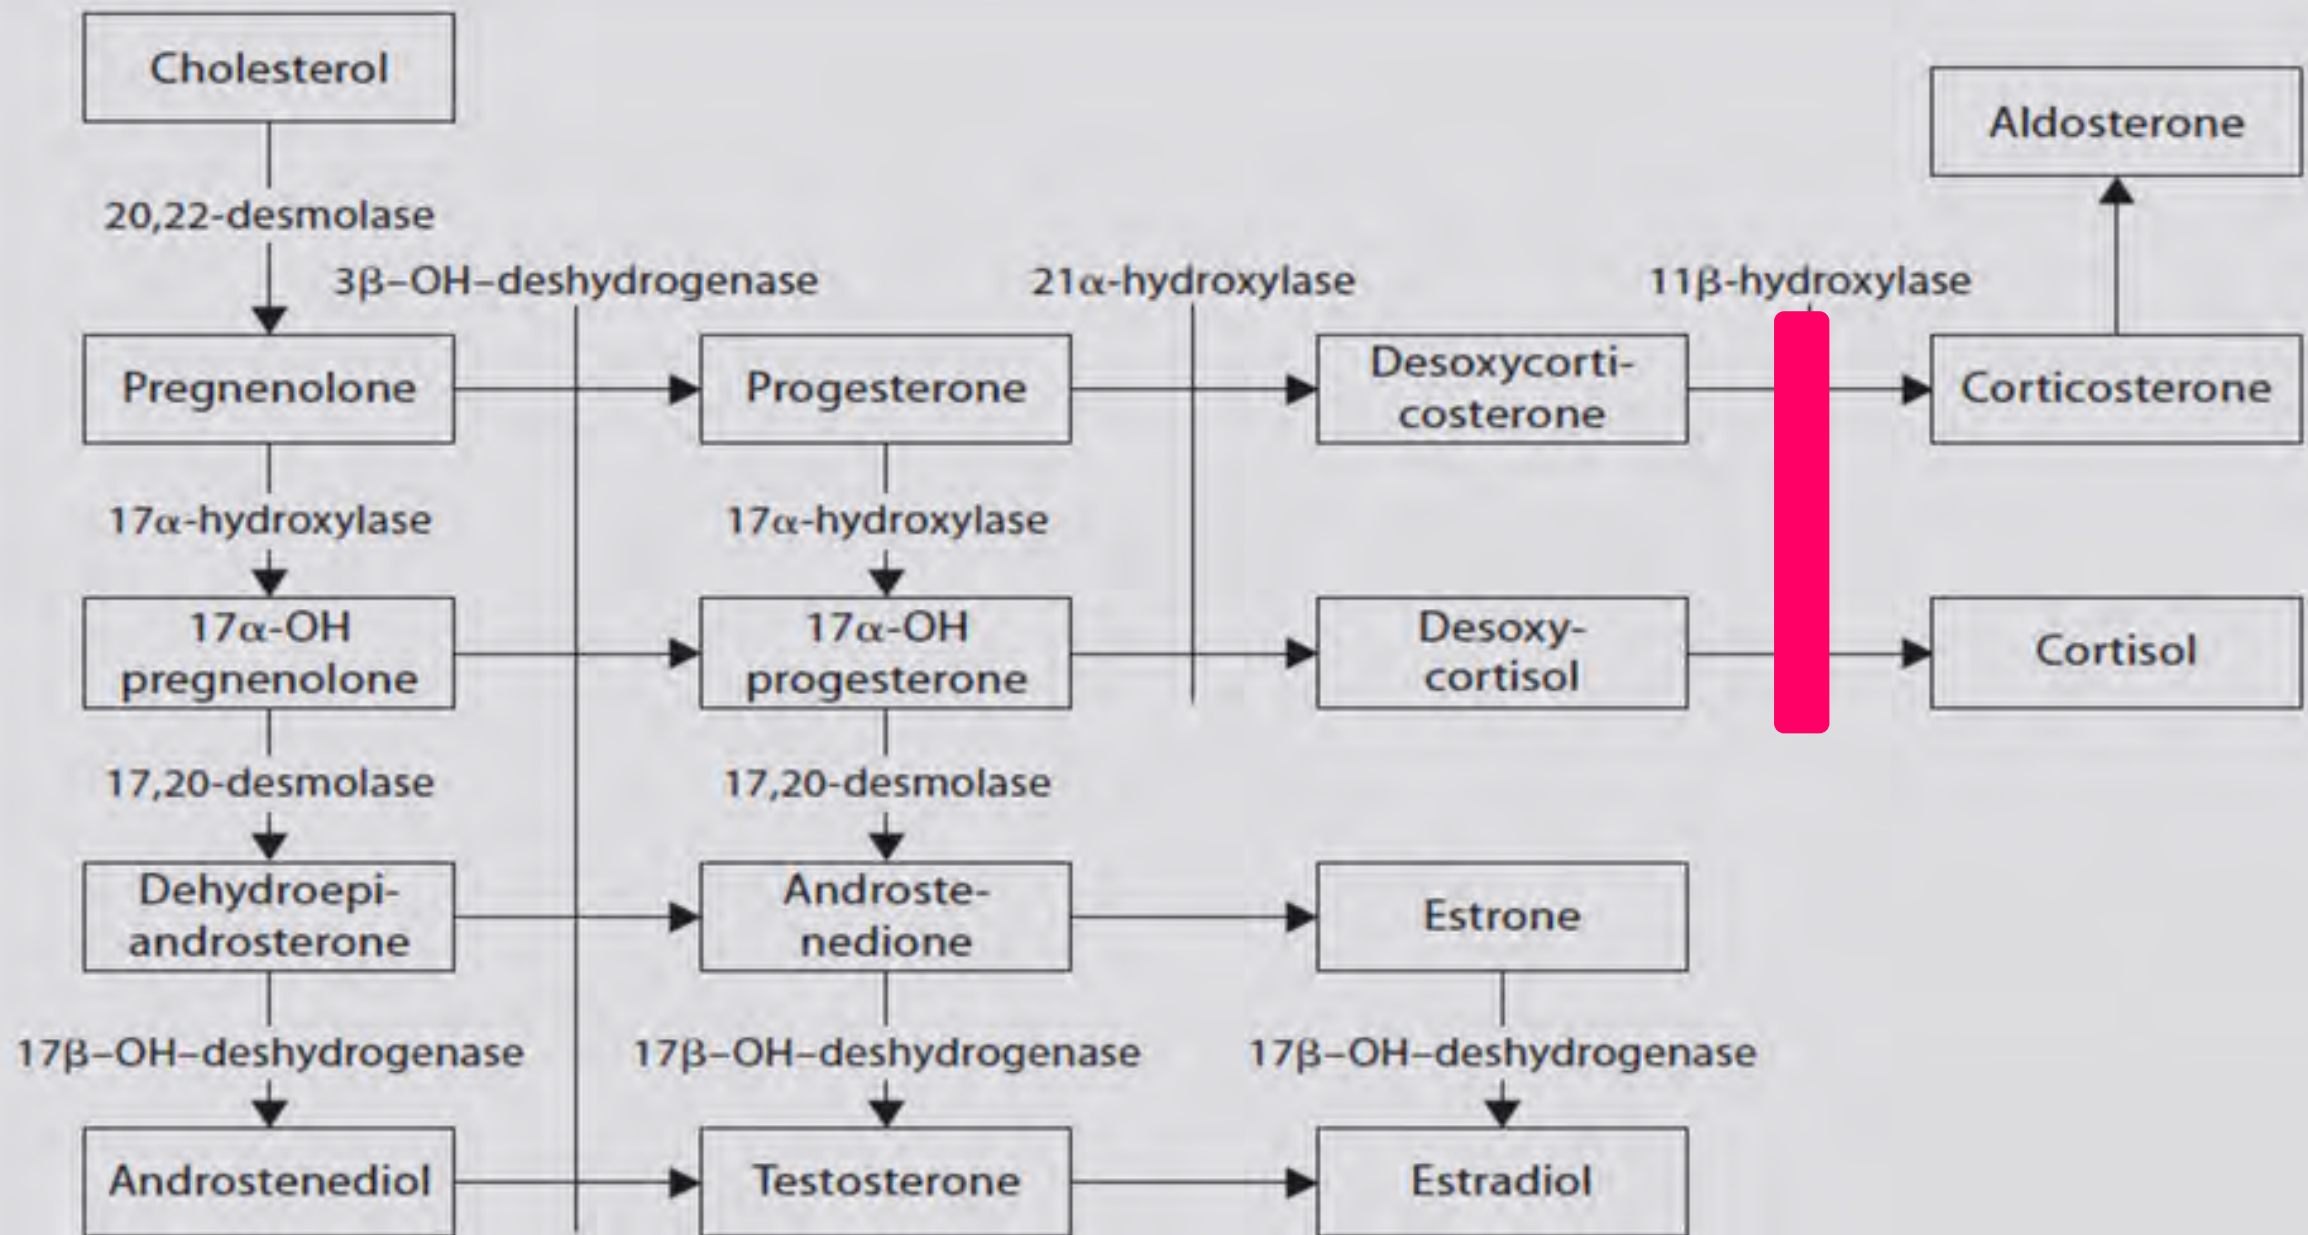 Cholesterol
Aldosterone
20,22-desmolase
3β–OH–deshydrogenase
21α-hydroxylase
11β-hydroxylase
Pregnenolone
Progesterone
Desoxycorti-
costerone
Corticosterone
17α-hydroxylase
17α-hydroxylase
17α-OH
pregnenolone
17α-OH
progesterone
Desoxy-
cortisol
Cortisol
17,20-desmolase
17,20-desmolase
Dehydroepi-
androsterone
Androste-
nedione
Estrone
17β–OH–deshydrogenase
17β–OH–deshydrogenase
17β–OH–deshydrogenase
Androstenediol
Testosterone
Estradiol